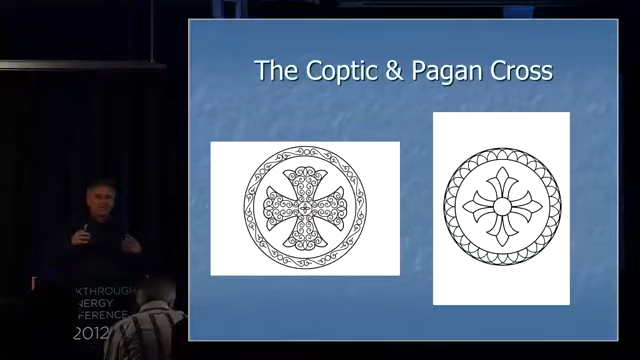 The Coptic & Pagan Cross
KTHROUGH
NERGY
FERENCE
2012